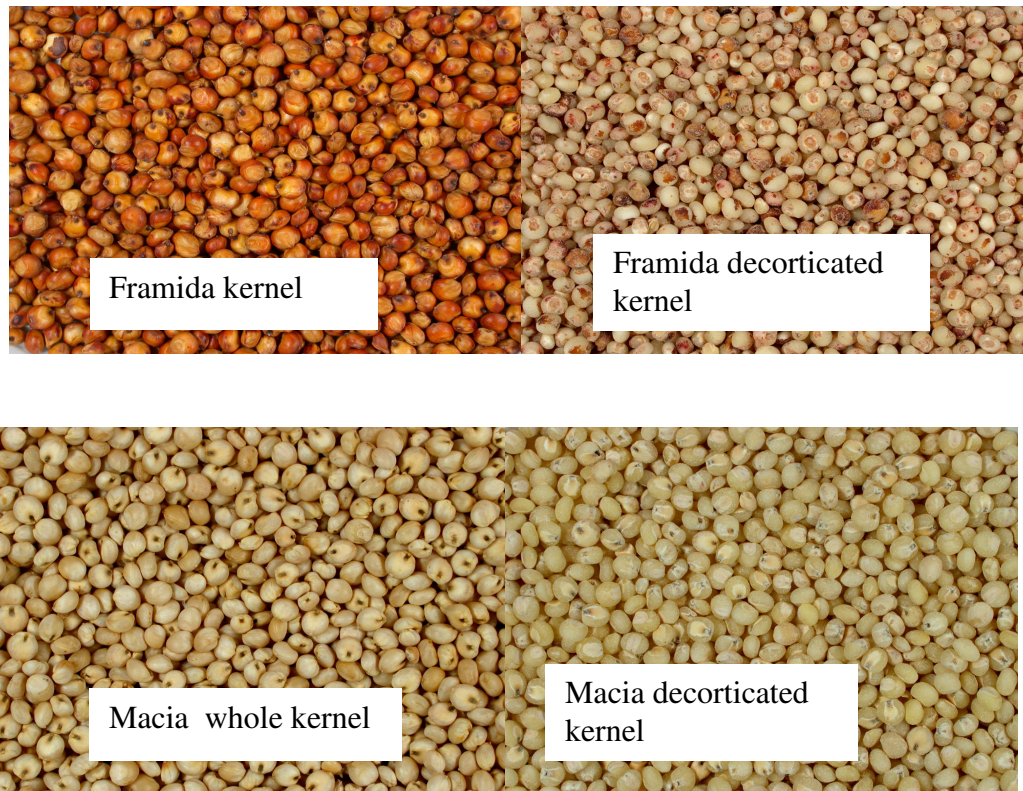 Framida kernel
Framida decorticated
kernel
Macia  whole kernel
Macia decorticated
kernel